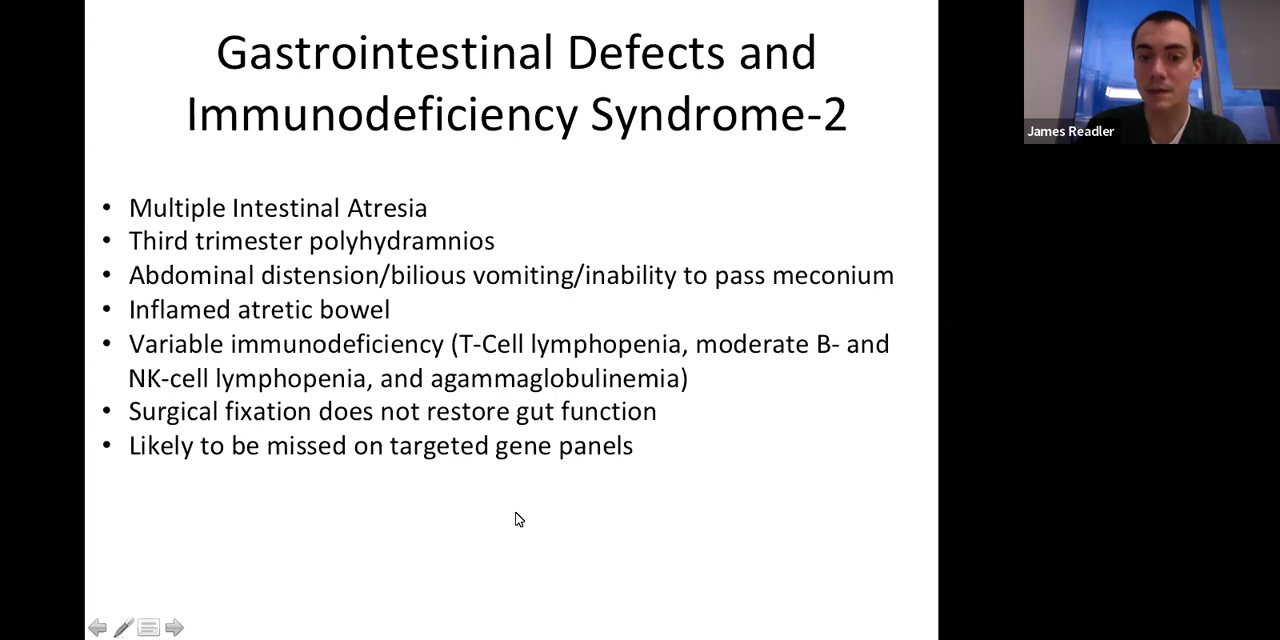 Gastrointestinal Defects and
Immunodeficiency Syndrome-2
James Readler
• Multiple Intestinal Atresia
• Third trimester polyhydramnios
• Abdominal distension/bilious vomiting/inability to pass meconium
• Inflamed atretic bowel
• Variable immunodeficiency (T-Cell lymphopenia, moderate B- and
NK-cell lymphopenia, and agammaglobulinemia)
• Surgical fixation does not restore gut function
• Likely to be missed on targeted gene panels